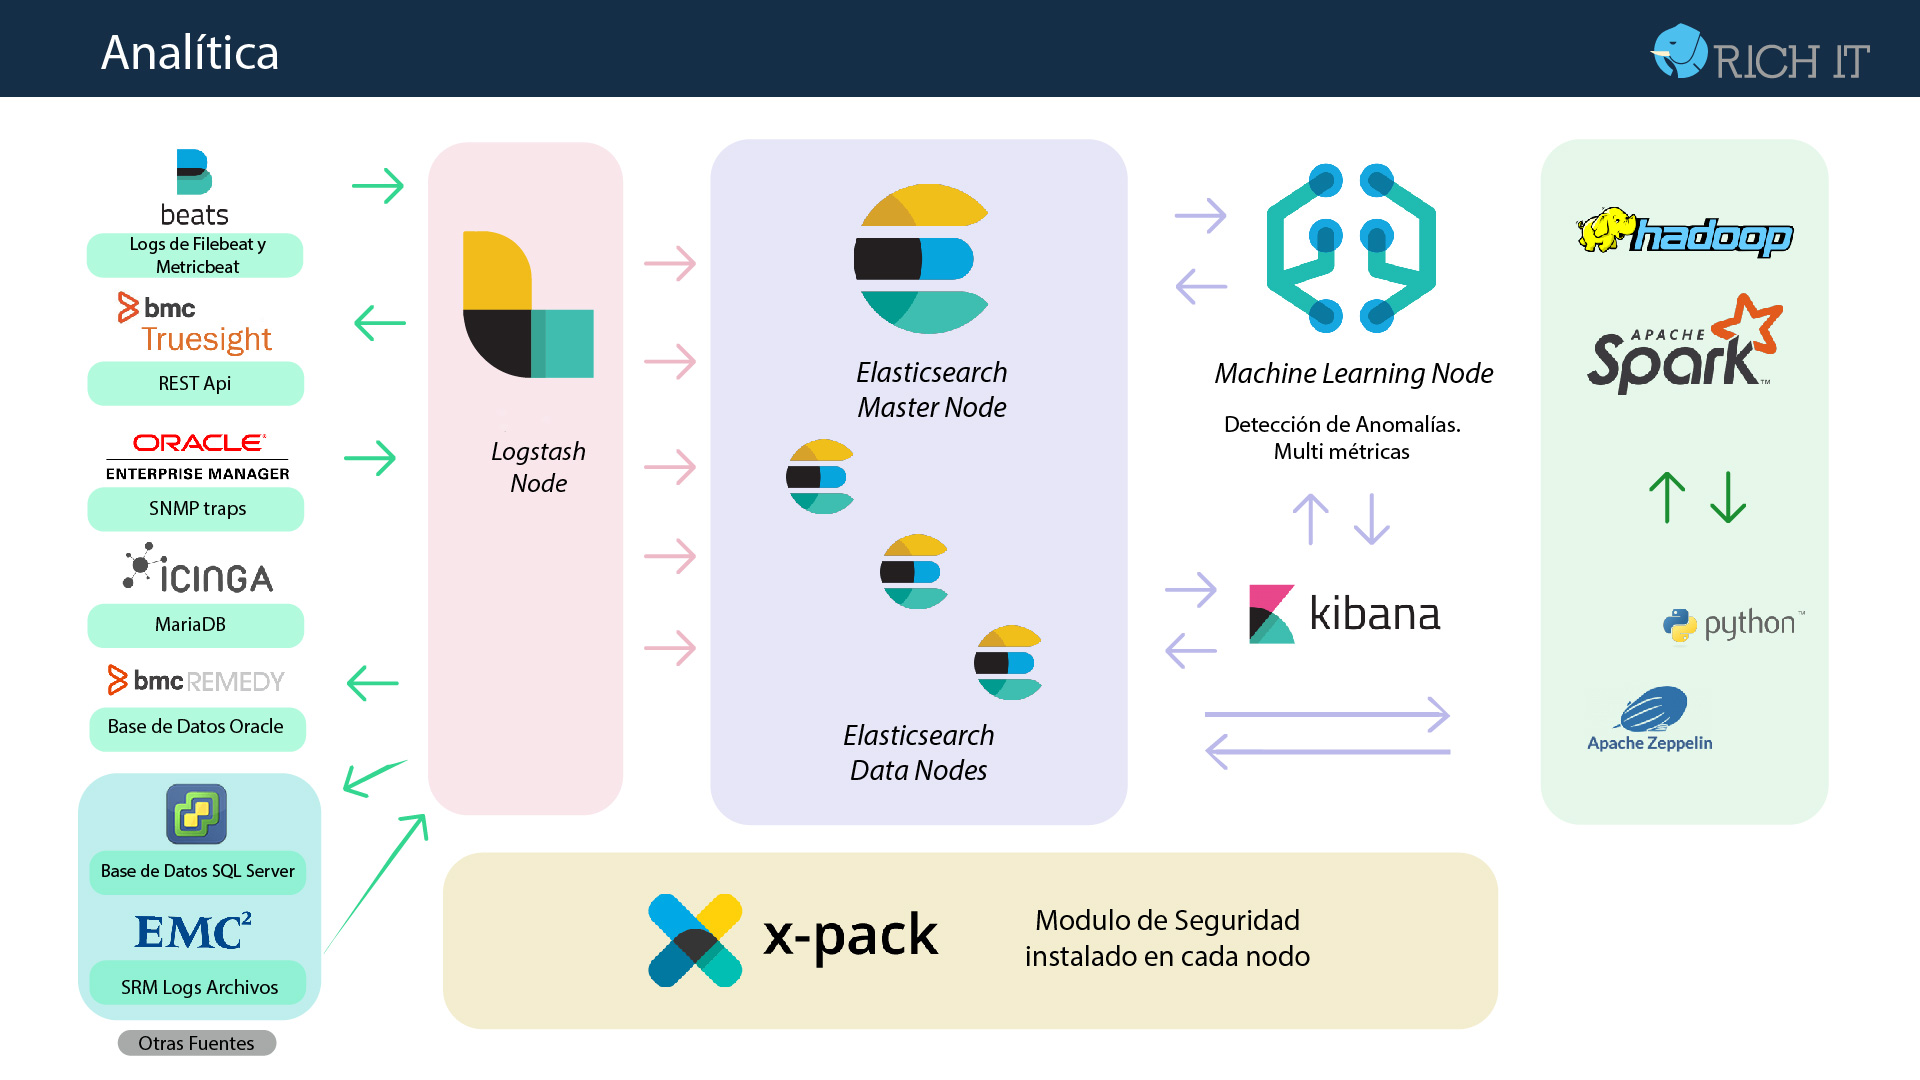 Analítica
RICH IT
beats
Logs de Filebeat y
Metricbeat
bmc
Truesight
REST Api
ORACLE
ENTERPRISE MANAGER
SNMP traps
ICINGA
MariaDB
bmc REMEDY
Base de Datos Oracle
Base de Datos SQL Server
EMC²
SRM Logs Archivos
Otras Fuentes
Logstash
Node
Elasticsearch
Master Node
Elasticsearch
Data Nodes
Machine Learning Node
Detección de Anomalías.
Multi métricas
kibana
hadoop
APACHE
Spark™
python™
Apache Zeppelin
x-pack
Modulo de Seguridad
instalado en cada nodo